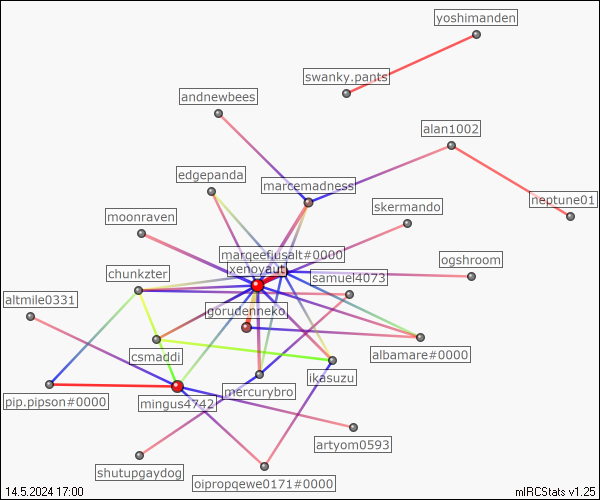 yoshimanden
swanky.pants
andnewbees
alan1002
edgepanda
marcemadness
neptune01
skermando
moonraven
marqeefjusalt#0000
xenoyaut
ogshroom
chunkzter
samuel4073
altmile0331
gorudenneko
csmaddi
albamare#0000
ikasuzu
mercurybro
pip.pipson#0000
mingus4742
artyom0593
shutupgaydog
oipropqewe0171#0000
14.5.2024 17:00
mIRCStats v1.25